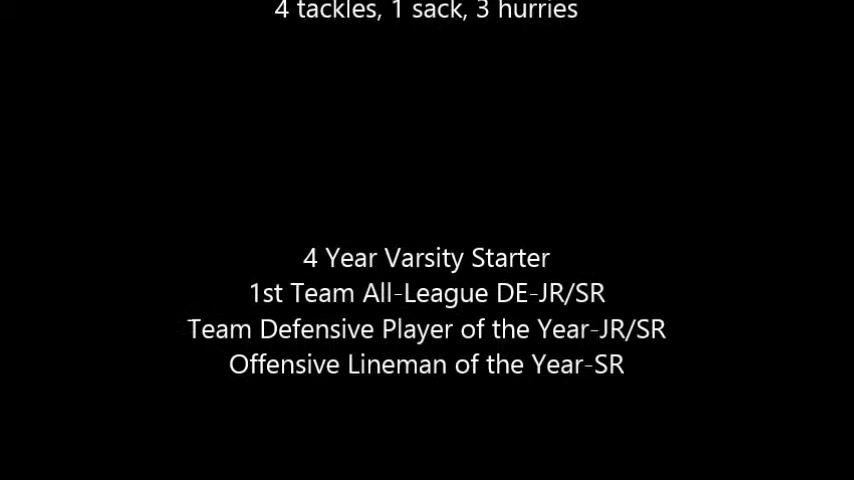 4 tackles, 1 sack, 3 hurries
4 Year Varsity Starter
1st Team All-League DE-JR/SR
Team Defensive Player of the Year-JR/SR
Offensive Lineman of the Year-SR